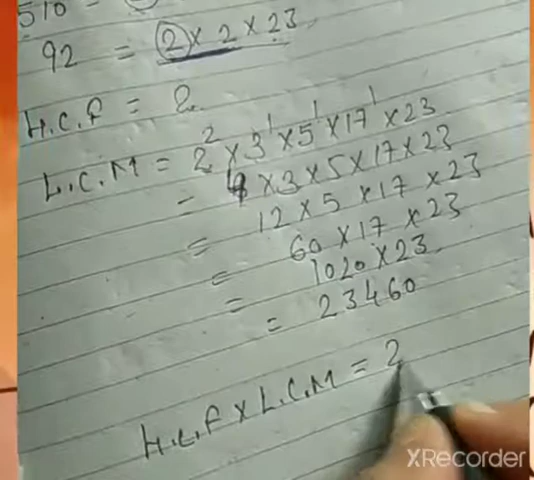 510 =
92 = 2 × 2 × 23
H.C.F = 2
L.C.M = 2² × 3¹ × 5¹ × 17¹ × 23
= 4 × 3 × 5 × 17 × 23
= 12 × 5 × 17 × 23
= 60 × 17 × 23
= 1020 × 23
= 23460
H.C.F × L.C.M = 2
XRecorder